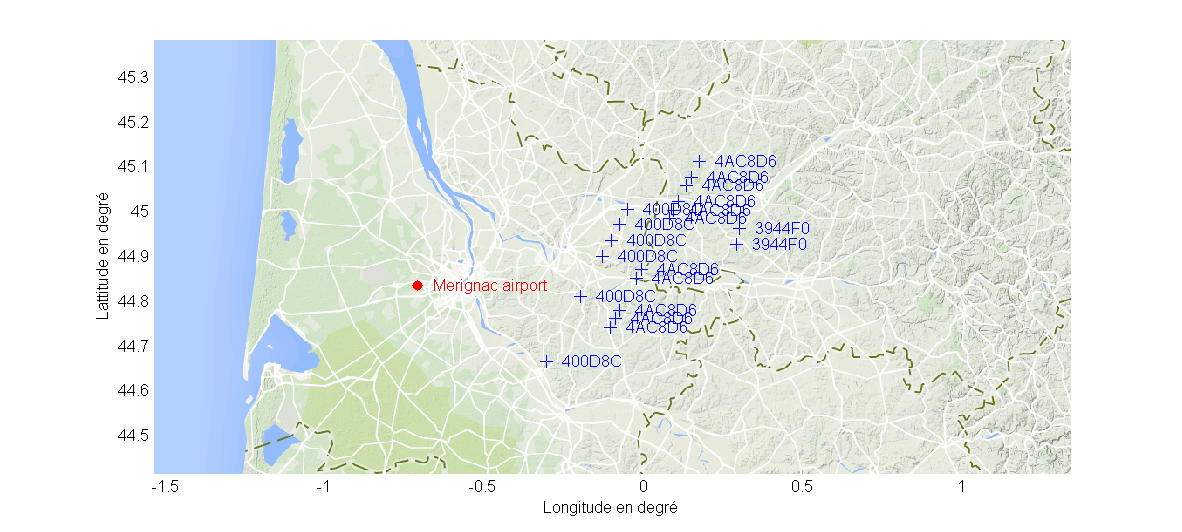 45.3
45.2
45.1
45
44.9
44.8
44.7
44.6
44.5
Lattitude en degré
4AC8D6
4AC8D6
4AC8D6
4AC8D6
400D8C
4AC8D6
4AC8D6
400D8C
3944F0
400D8C
3944F0
400D8C
4AC8D6
4AC8D6
Merignac airport
400D8C
4AC8D6
4AC8D6
4AC8D6
400D8C
-1.5 -1 -0.5 0 0.5 1
Longitude en degré